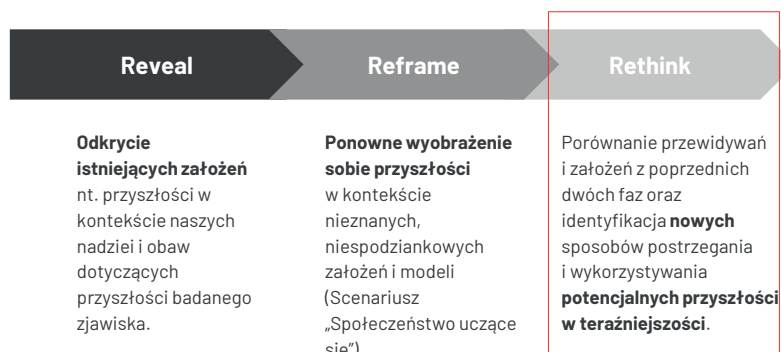 Reveal
Reframe
Rethink
Odkrycie
istniejących założeń
nt. przyszłości w
kontekście naszych
nadziei i obaw
dotyczących
przyszłości badanego
zjawiska.
Ponowne wyobrażenie
sobie przyszłości
w kontekście
nieznanych,
niespodziankowych
założeń i modeli
(Scenariusz
„Społeczeństwo uczące
się”)
Porównanie przewidywań
i założeń z poprzednich
dwóch faz oraz
identyfikacja nowych
sposobów postrzegania
i wykorzystywania
potencjalnych przyszłości
w teraźniejszości.